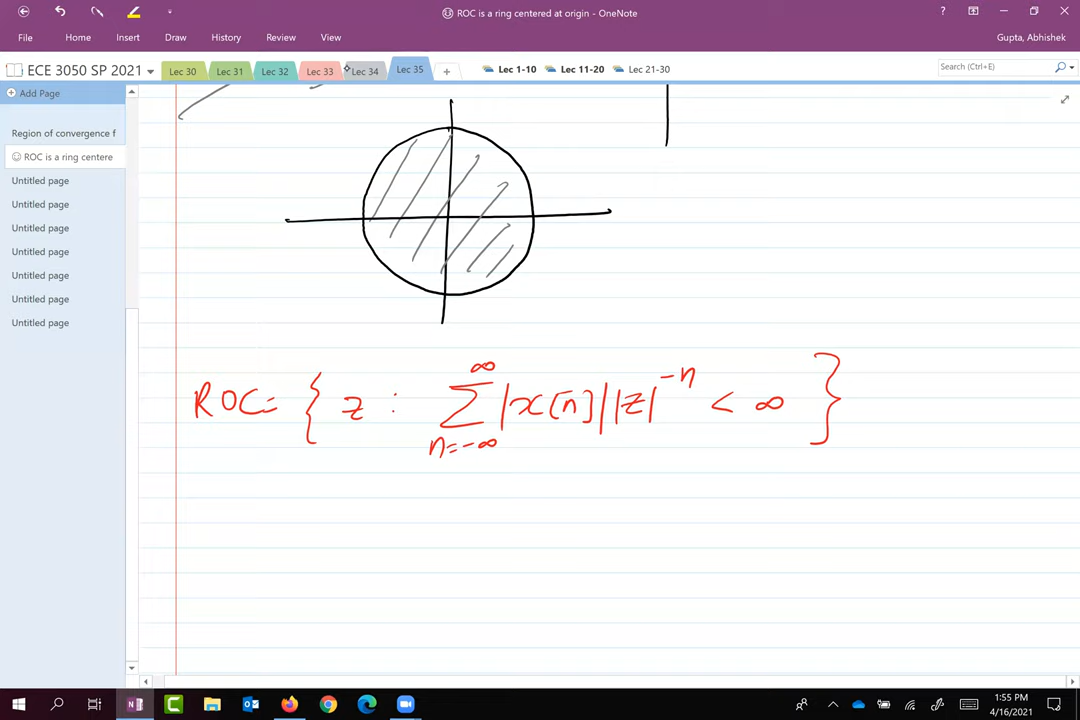 ROC is a ring centered at origin - OneNote
Gupta, Abhishek
File Home Insert Draw History Review View
ECE 3050 SP 2021 Lec 30 Lec 31 Lec 32 Lec 33 Lec 34 Lec 35 Lec 1-10 Lec 11-20 Lec 21-30 Search (Ctrl+E)
Add Page
Region of convergence f
ROC is a ring centere
Untitled page
Untitled page
Untitled page
Untitled page
Untitled page
Untitled page
Untitled page
ROC= { z : ∑_{n=-∞}^{∞} |x[n]||z|^{-n} < ∞ }
1:55 PM
4/16/2021